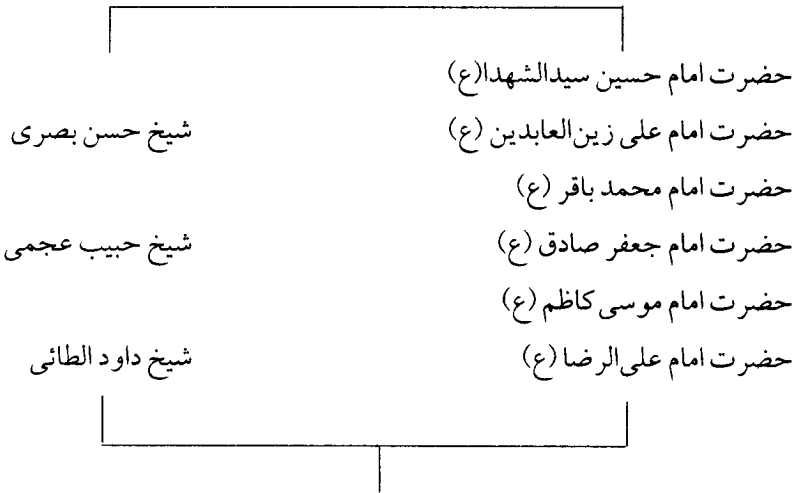 حضرت امام حسین سیدالشهدا(ع)
حضرت امام علی زین‌العابدین (ع)
شیخ حسن بصری
حضرت امام محمد باقر (ع)
حضرت امام جعفر صادق (ع)
شیخ حبیب عجمی
حضرت امام موسی کاظم (ع)
حضرت امام علی‌الرضا (ع)
شیخ داود الطائی